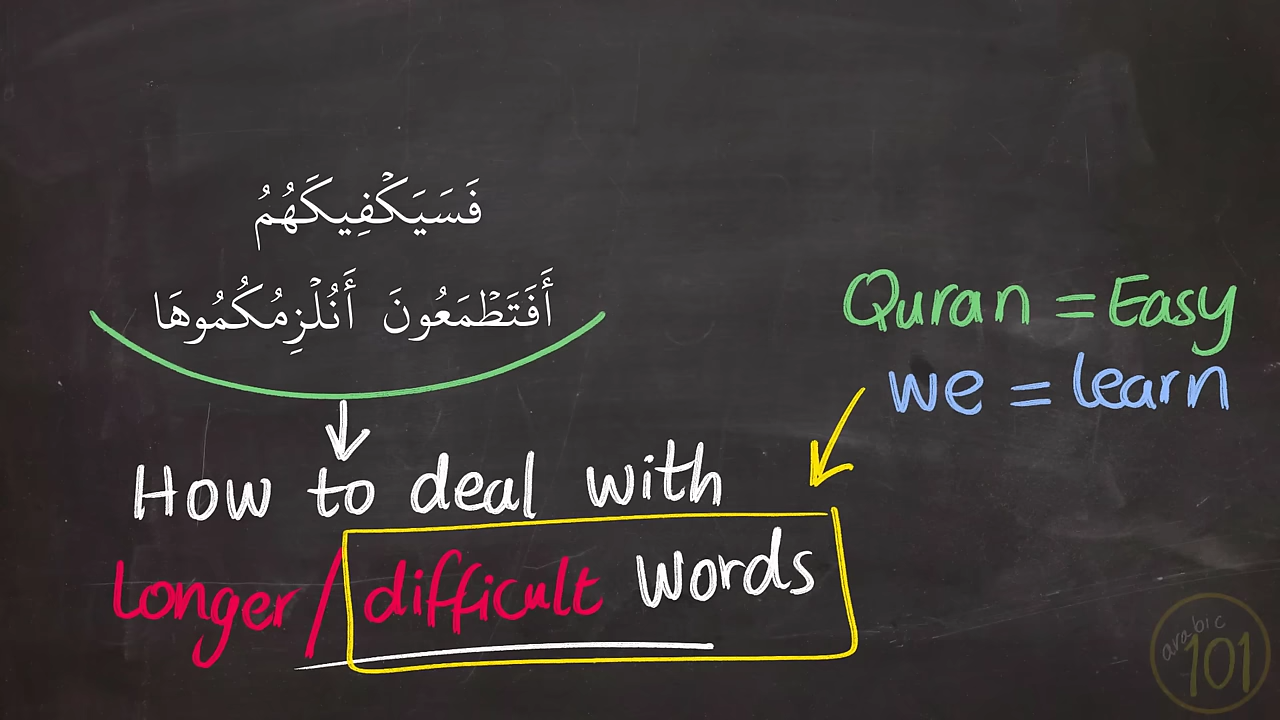 فَسَيَكْفِيكَهُمُ
أَفَتَطْمَعُونَ أَنُلْزِمُكُمُوهَا
Quran = Easy
we = learn
How to deal with
Longer / difficult words
arabic
101